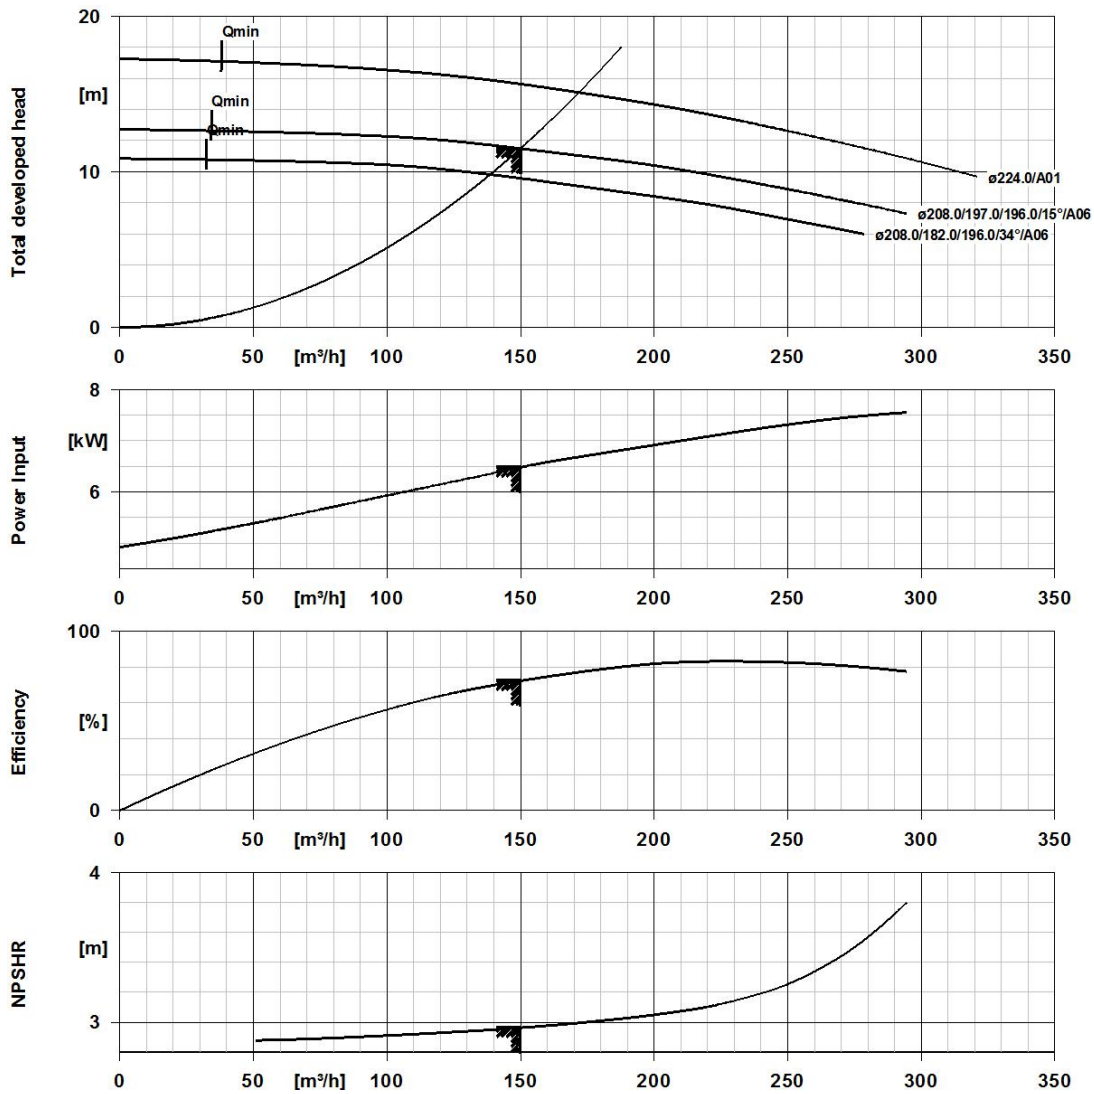 20
Qmin
[m]
Qmin
Qmin
Total developed head
10
ø224.0/A01
ø208.0/197.0/196.0/15°/A06
ø208.0/182.0/196.0/34°/A06
0
0 50 [m³/h] 100 150 200 250 300 350
8
[kW]
Power Input
6
0 50 [m³/h] 100 150 200 250 300 350
100
Efficiency
[%]
0
0 50 [m³/h] 100 150 200 250 300 350
4
[m]
NPSHR
3
0 50 [m³/h] 100 150 200 250 300 350